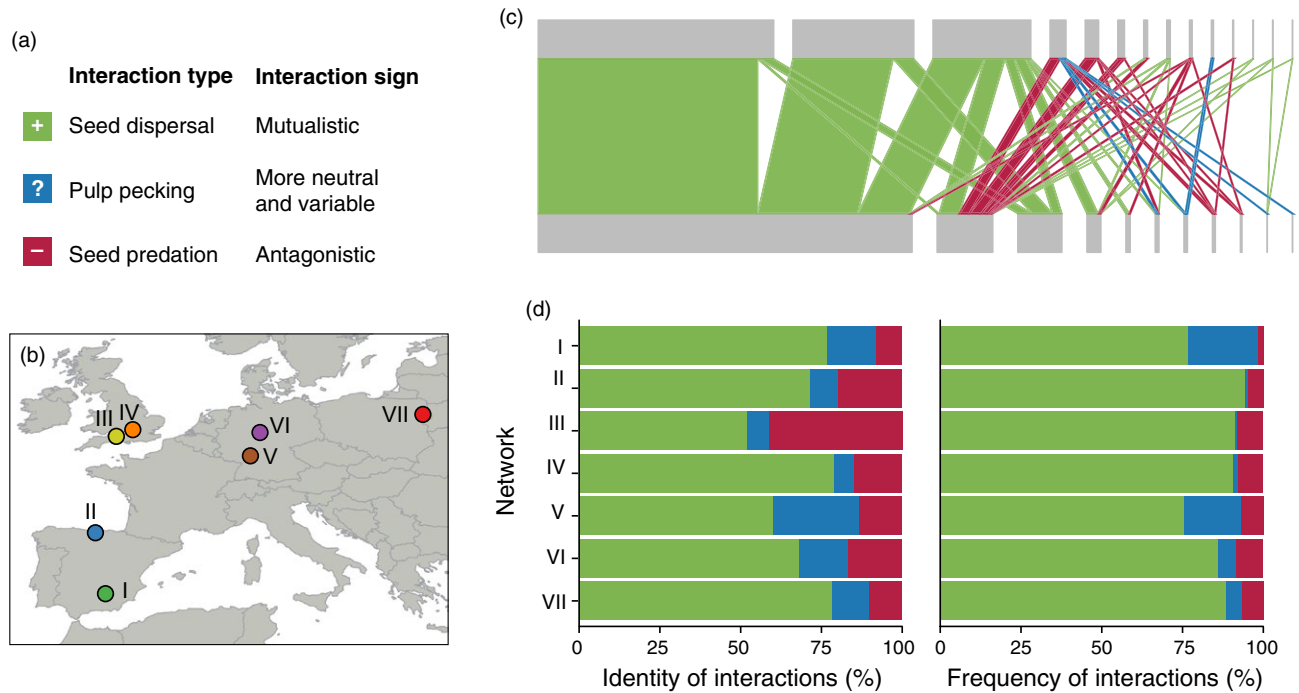 (a)
Interaction type Interaction sign
+ Seed dispersal Mutualistic
? Pulp pecking More neutral
and variable
− Seed predation Antagonistic
(b)
III IV
VII
VI
V
II
I
(c)
(d)
Network
I
II
III
IV
V
VI
VII
0 25 50 75 100
Identity of interactions (%)
0 25 50 75 100
Frequency of interactions (%)